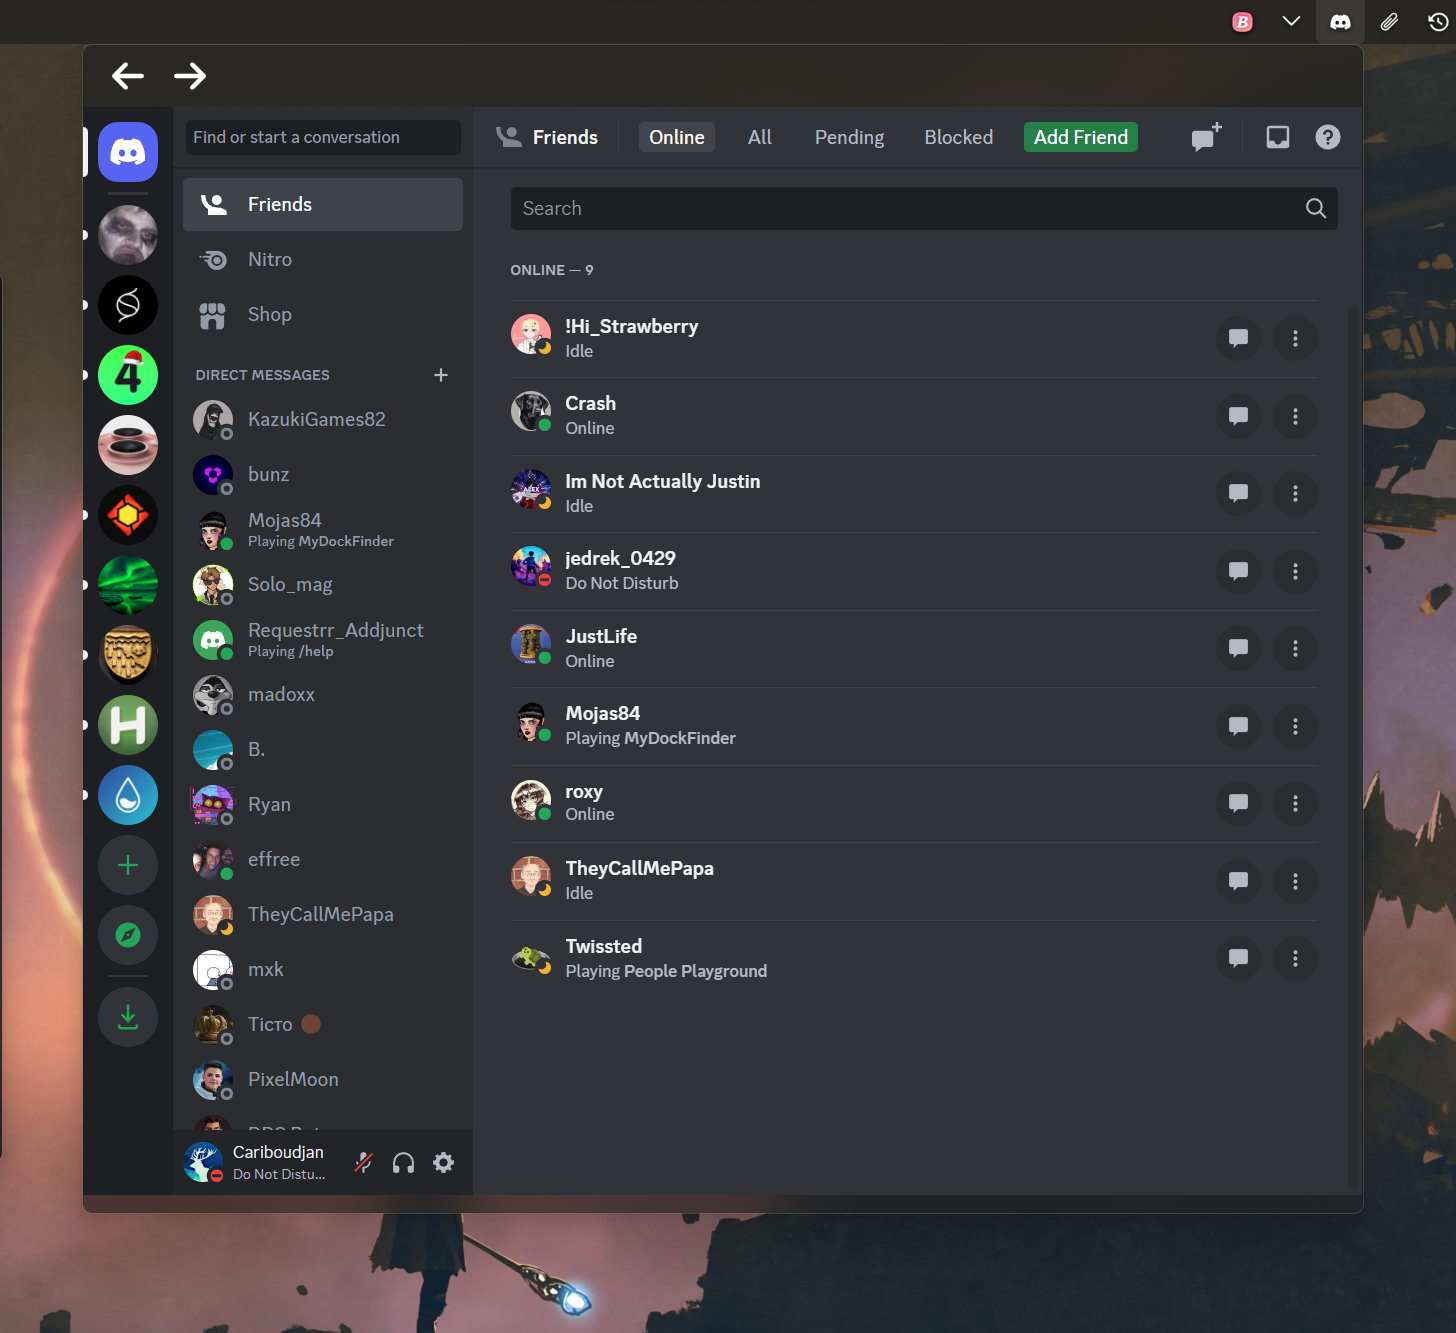 B
Find or start a conversation
Friends
Online
All
Pending
Blocked
Add Friend
Friends
Nitro
Shop
Search
ONLINE — 9
DIRECT MESSAGES
KazukiGames82
bunz
Mojas84
Playing MyDockFinder
Solo_mag
Requestrr_Addjunct
Playing /help
madoxx
B.
Ryan
effree
TheyCallMePapa
mxk
Тісто
PixelMoon
!Hi_Strawberry
Idle
Crash
Online
Im Not Actually Justin
Idle
jedrek_0429
Do Not Disturb
JustLife
Online
Mojas84
Playing MyDockFinder
roxy
Online
TheyCallMePapa
Idle
Twissted
Playing People Playground
4
H
Cariboudjan
Do Not Distu...